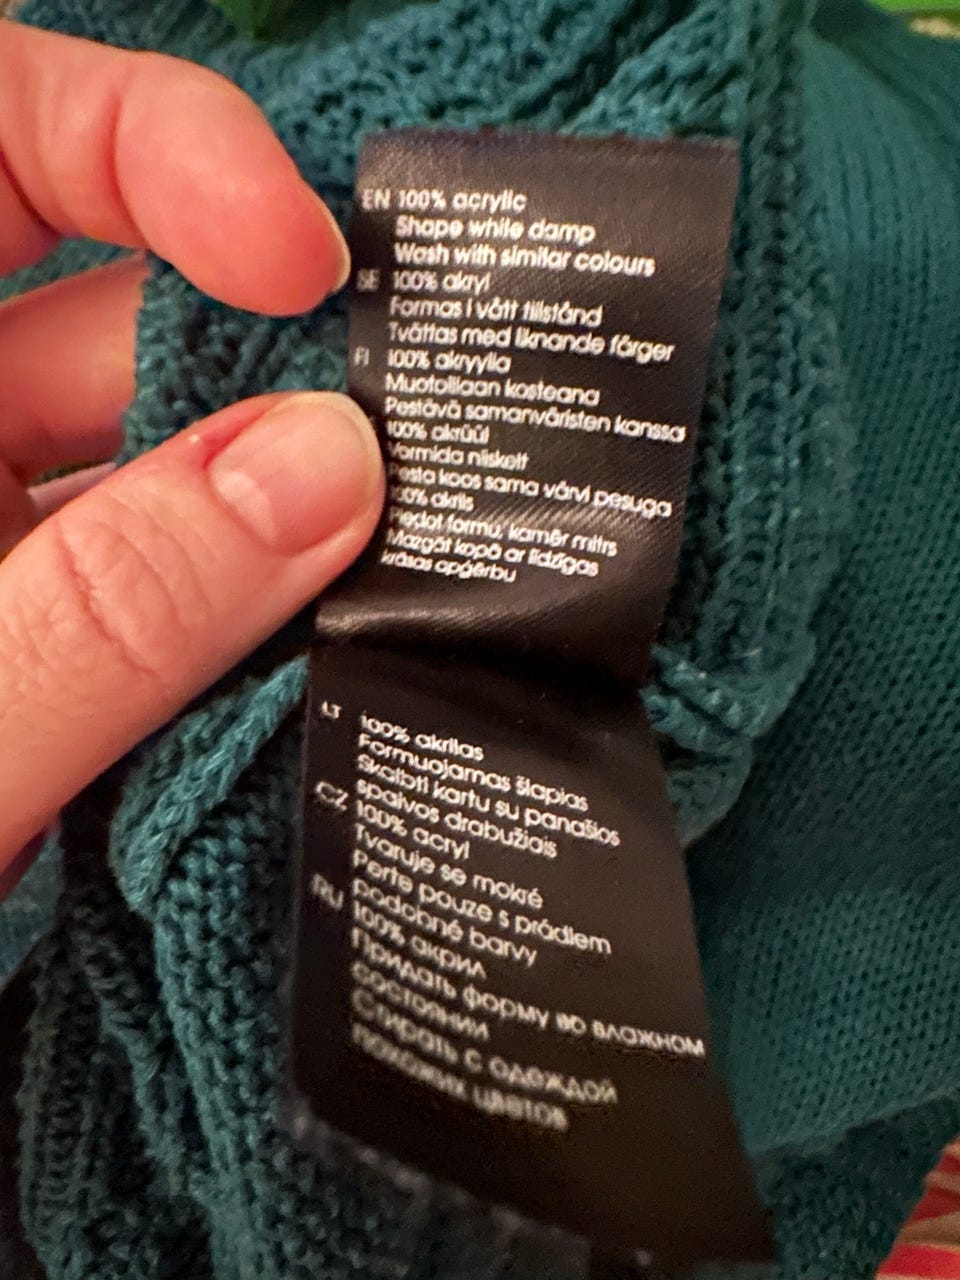 EN 100% acrylic
Shape while damp
Wash with similar colours
SE 100% akryl
Formas i vått tillstånd
Tvättas med liknande färger
FI 100% akryylia
Muotoillaan kosteana
Pestävä samanväristen kanssa
100% akrüül
Vormida niiskelt
Pesta koos sama värvi pesuga
100% akrils
Piedot formu, kamēr mitrs
Mazgāt kopā ar līdzīgas
krāsas apģērbu
LT 100% akrilas
Formuojamas šlapias
Skalbti kartu su panašios
spalvos drabužiais
CZ 100% acryl
Tvaruje se mokré
Perte pouze s prádlem
podobné barvy
RU 100% акрил
Придать форму во влажном
состоянии
Стирать с одеждой
похожих цветов